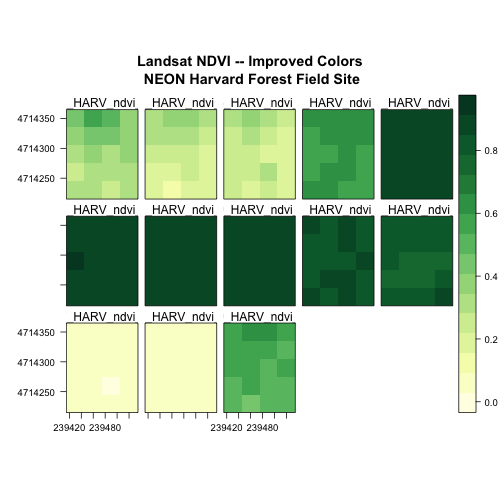 Landsat NDVI -- Improved Colors
NEON Harvard Forest Field Site
HARV_ndvi HARV_ndvi HARV_ndvi HARV_ndvi HARV_ndvi
4714350
4714300
4714250
HARV_ndvi HARV_ndvi HARV_ndvi HARV_ndvi HARV_ndvi
HARV_ndvi HARV_ndvi HARV_ndvi
4714350
4714300
4714250
239420 239480 239420 239480
0.8
0.6
0.4
0.2
0.0